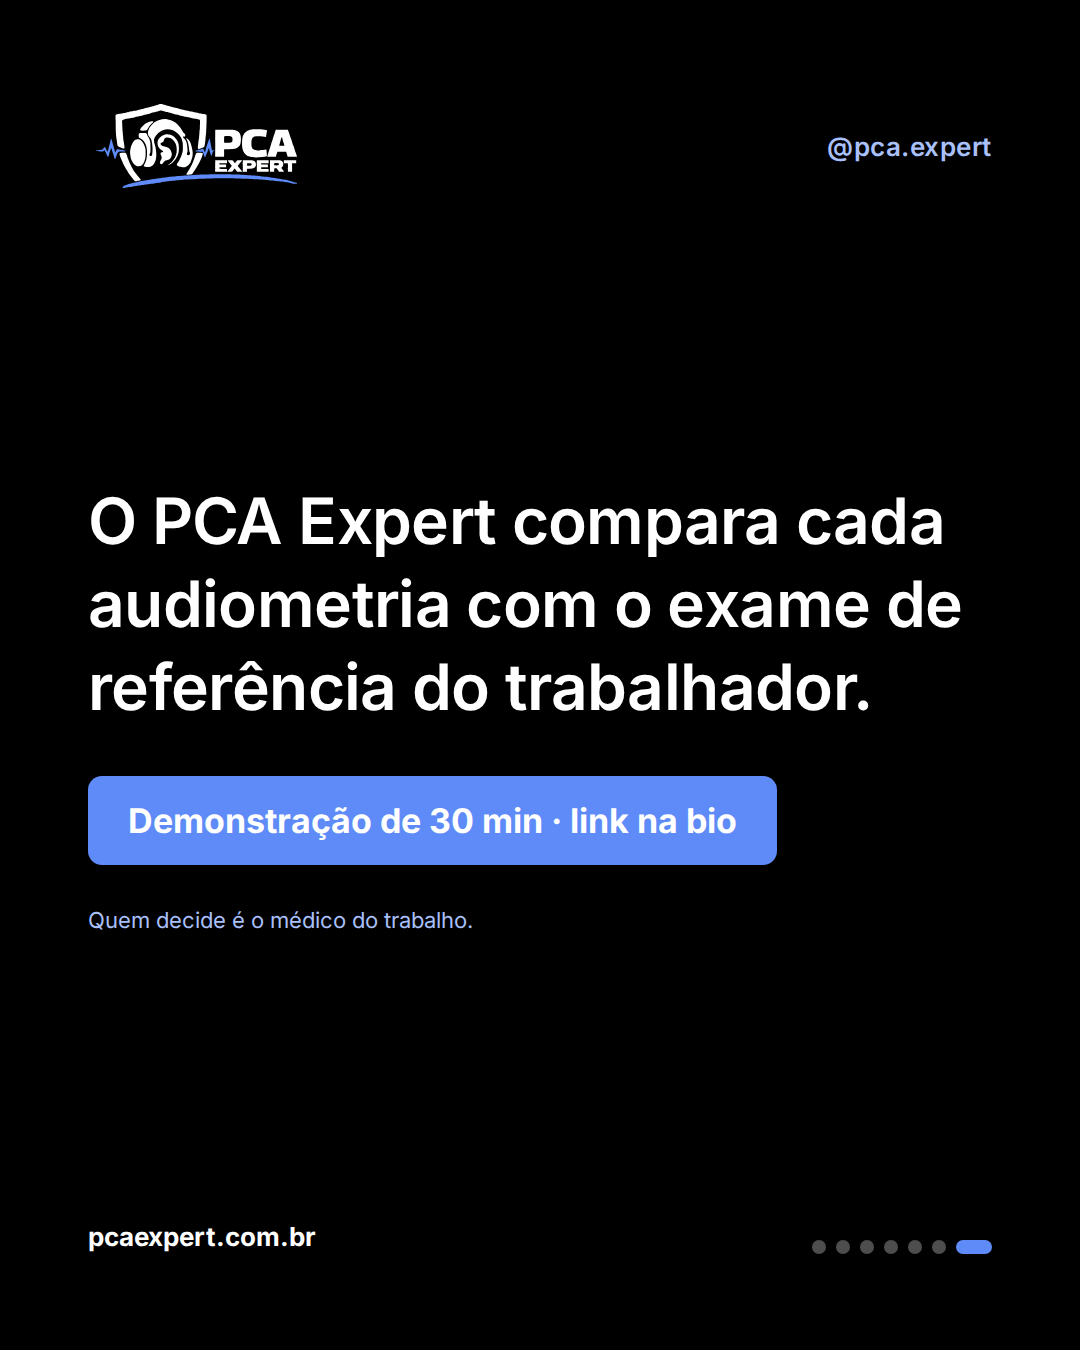 PCA
EXPERT
@pca.expert
O PCA Expert compara cada
audiometria com o exame de
referência do trabalhador.
Demonstração de 30 min · link na bio
Quem decide é o médico do trabalho.
pcaexpert.com.br